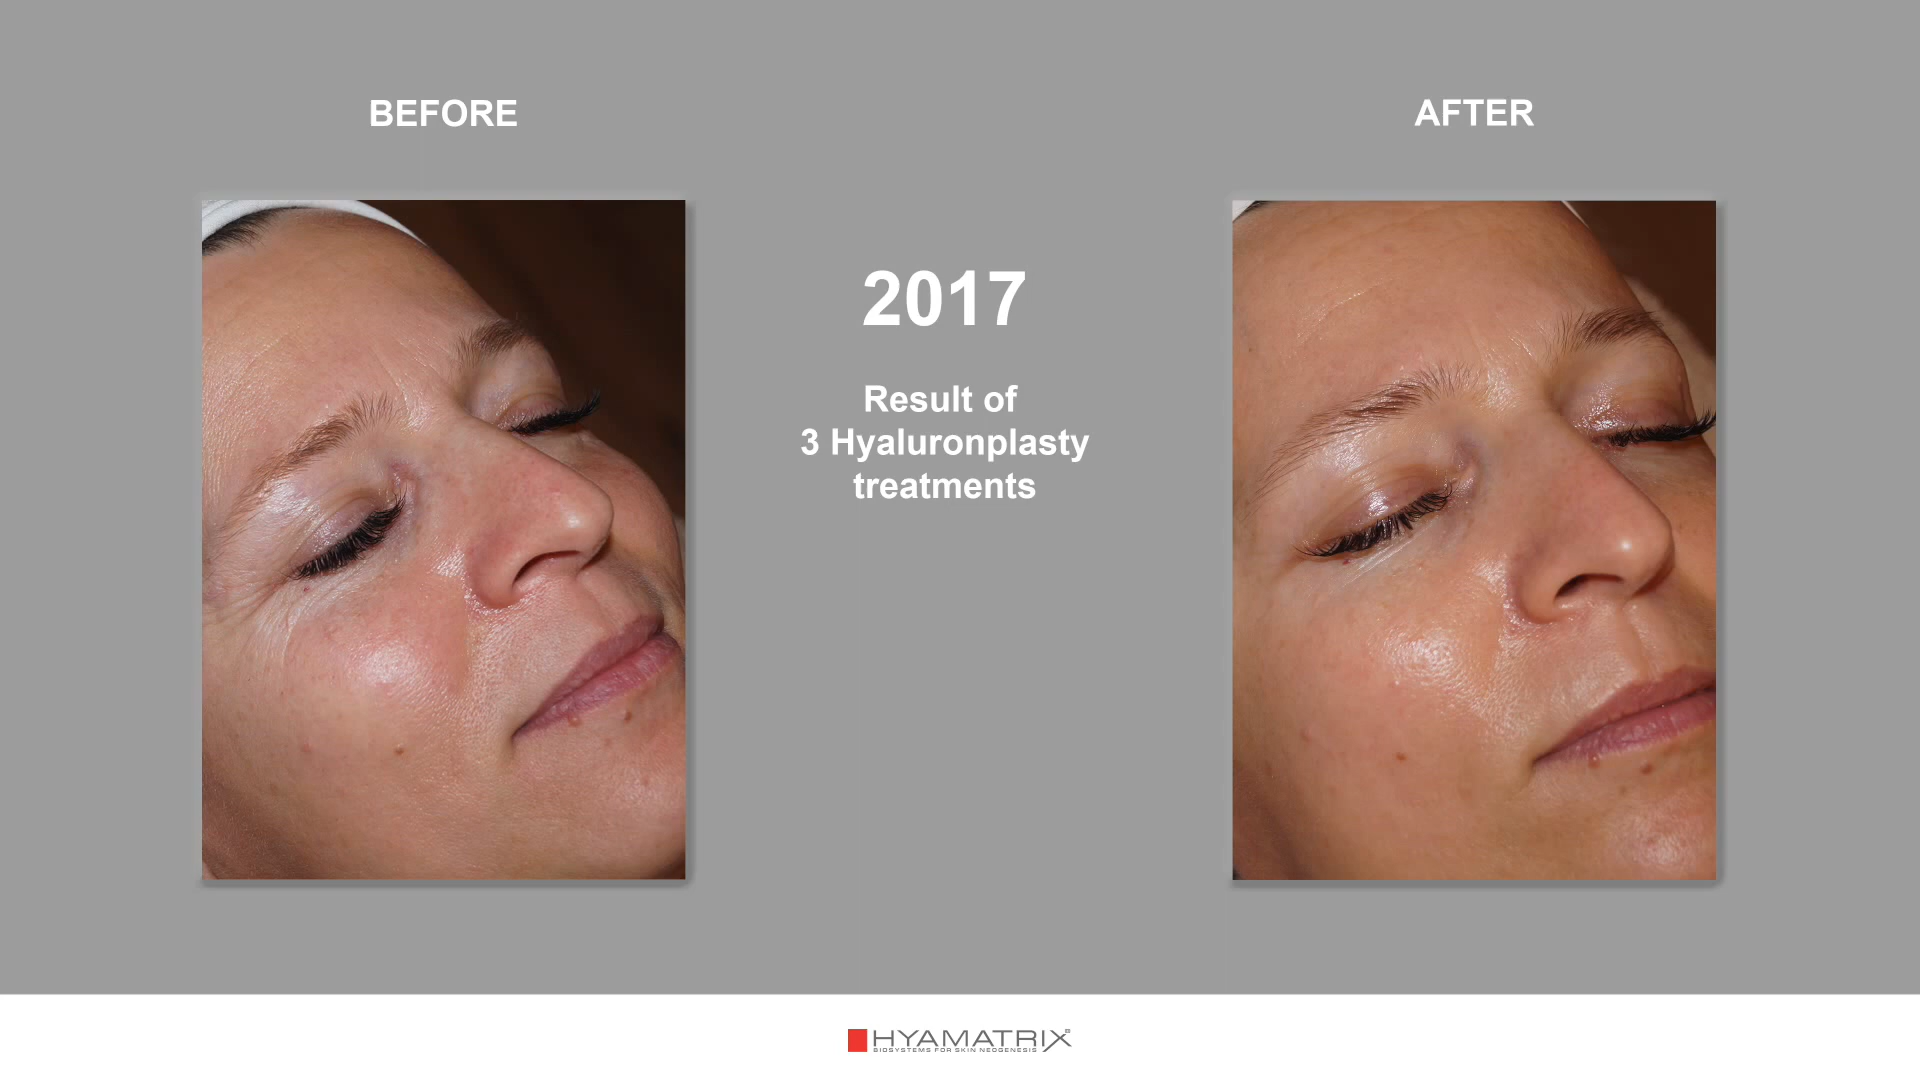 BEFORE
AFTER
2017
Result of
3 Hyaluronplasty
treatments
HYAMATRIX®
BIOSYSTEMS FOR SKIN NEOGENESIS